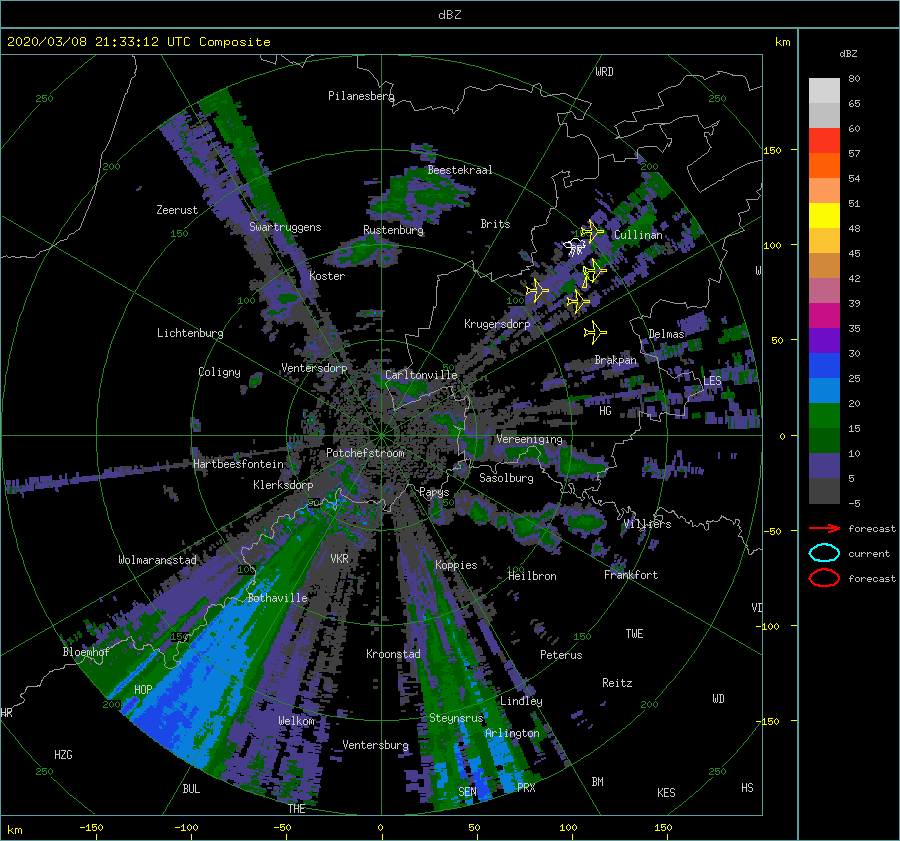 dBZ
2020/03/08 21:33:12 UTC Composite
km
dBZ
WRD
80
250
Pilanesberg
250
65
60
150
57
200
Beestekraal
200
54
Zeerust
51
150
Swartruggens
Rustenburg
Brits
Cullinan
48
100
45
Koster
W
42
100
100
39
Lichtenburg
Krugersdorp
Delmas
35
50
30
Ventersdorp
Brakpan
Coligny
Carltonville
LES
25
HG
20
0
Vereeniging
15
Potchefstroom
Hartbeesfontein
10
Klerksdorp
Sasolburg
5
Parys
-5
50
50
Villiers
forecast
-50
VKR
Wolmaransstad
Koppies
current
100
100
Heilbron
Frankfort
forecast
Bothaville
VD
-100
150
150
TWE
Bloemhof
Kroonstad
Peterus
HOP
Reitz
200
Lindley
200
WD
HR
Welkom
Steynsrus
-150
Arlington
Ventersburg
HZG
250
250
BUL
SEN
PRX
BM
KES
HS
THE
km
-150
-100
-50
0
50
100
150